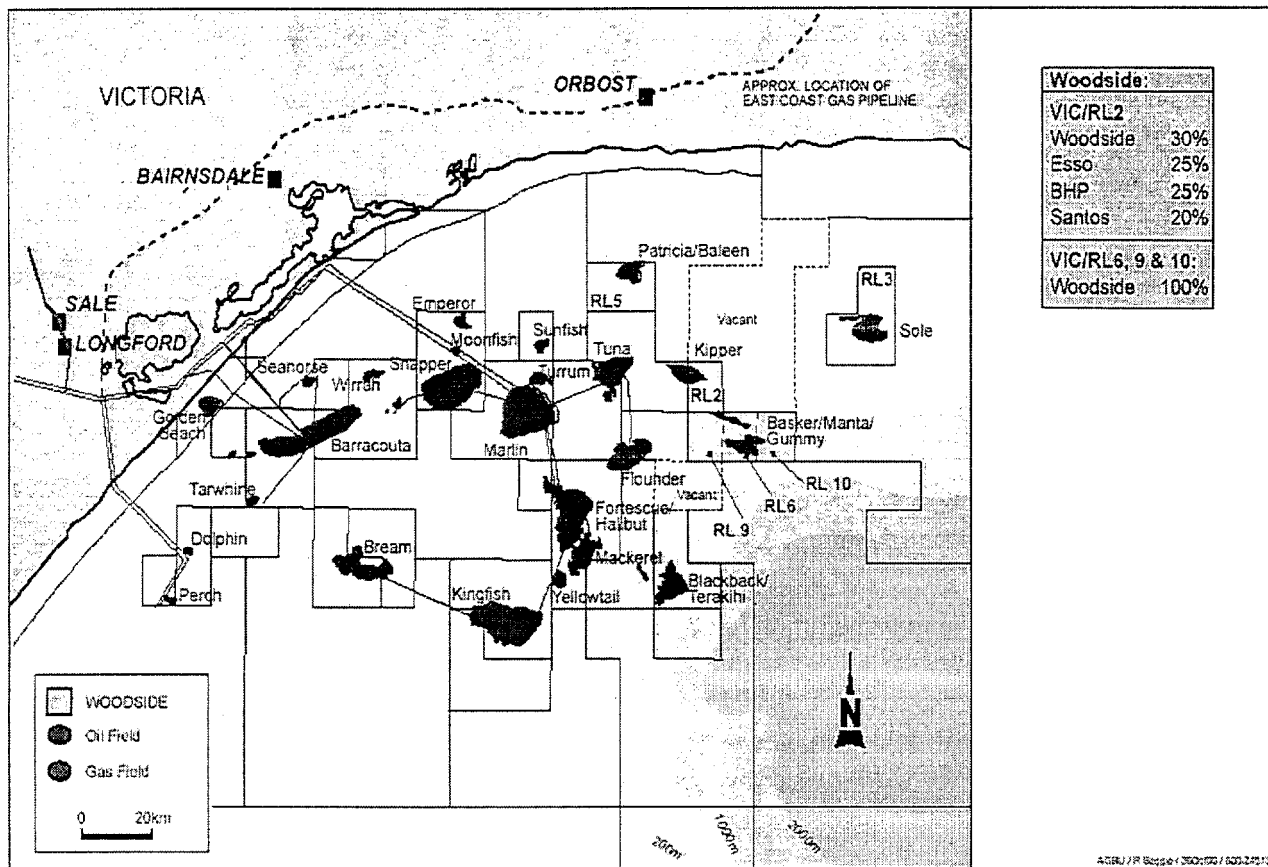 VICTORIA
ORBOST
APPROX. LOCATION OF
EAST COAST GAS PIPELINE
BAIRNSDALE
SALE
LONGFORD
Patricia/Baleen
RL5
RL3
Vacant
Sole
Emperor
Moonfish
Sunfish
Tuna
Kipper
Seahorse
Wirrah
Snapper
Turrum
RL2
Golden
Beach
Barracouta
Marlin
Basker/Manta/
Gummy
Flounder
RL 10
Tarwhine
Vacant
RL6
RL 9
Fortescue/
Halibut
Dolphin
Bream
Mackerel
Blackback/
Terakihi
Perch
Kingfish
Yellowtail
N
WOODSIDE
Oil Field
Gas Field
0 20km
200m
1000m
2000m
Woodside:
VIC/RL2
Woodside 30%
Esso 25%
BHP 25%
Santos 20%
VIC/RL6, 9 & 10:
Woodside 100%